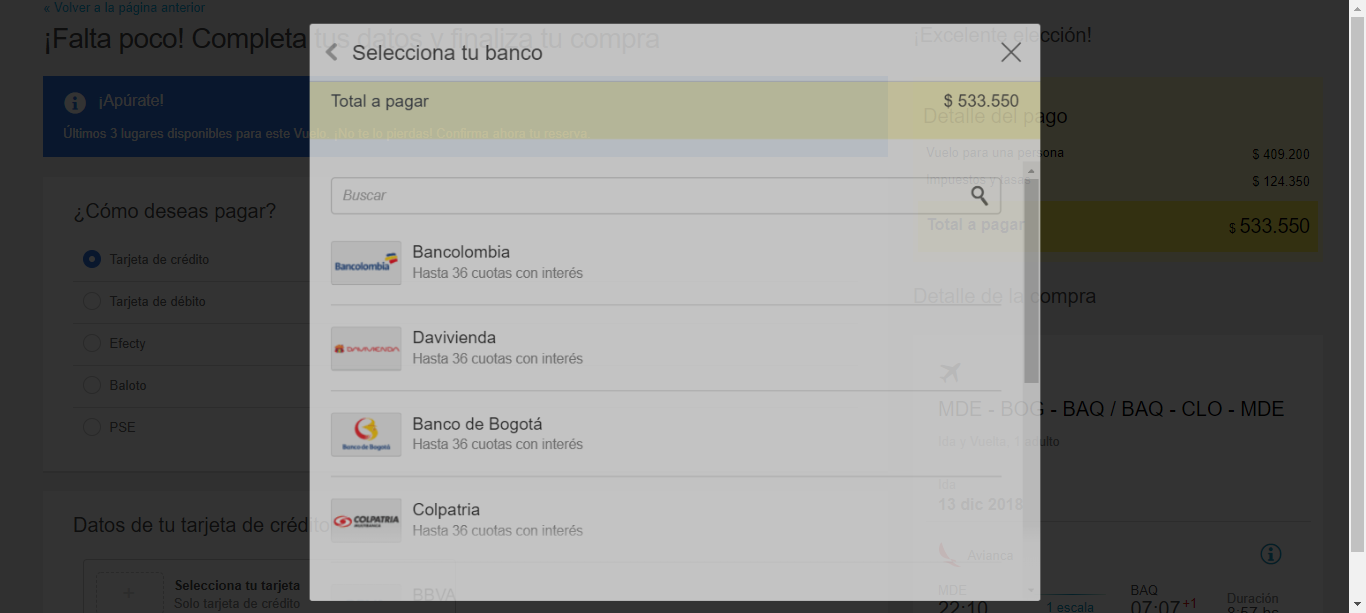 « Volver a la página anterior
¡Falta poco! Completa tus datos y finaliza tu compra
¡Apúrate!
Últimos 3 lugares disponibles para este Vuelo. ¡No te lo pierdas! Confirma ahora tu reserva.
¿Cómo deseas pagar?
Tarjeta de crédito
Tarjeta de débito
Efecty
Baloto
PSE
Datos de tu tarjeta de crédito
Selecciona tu tarjeta
Solo tarjeta de crédito
Selecciona tu banco
Total a pagar $ 533.550
Buscar
Bancolombia
Bancolombia
Hasta 36 cuotas con interés
DAVIVIENDA
Davivienda
Hasta 36 cuotas con interés
Banco de Bogotá
Banco de Bogotá
Hasta 36 cuotas con interés
COLPATRIA
Colpatria
Hasta 36 cuotas con interés
BBVA
¡Excelente elección!
Detalle del pago
Vuelo para una persona $ 409.200
Impuestos y tasas $ 124.350
Total a pagar $ 533.550
Detalle de la compra
MDE - BOG - BAQ / BAQ - CLO - MDE
Ida y Vuelta 1 adulto
Ida
13 dic 2018
Avianca
MDE BAQ Duración
22:10 1 escala 07:07 +1 8:57 hs